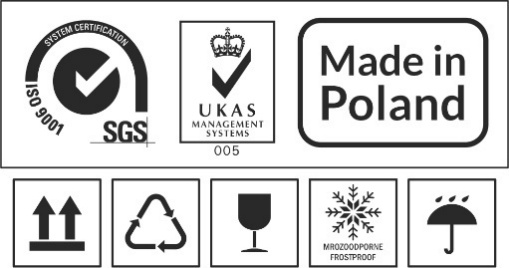 SYSTEM CERTIFICATION
ISO 9001
SGS
UKAS
MANAGEMENT
SYSTEMS
005
Made in
Poland
MROZOODPORNE
FROSTPROOF